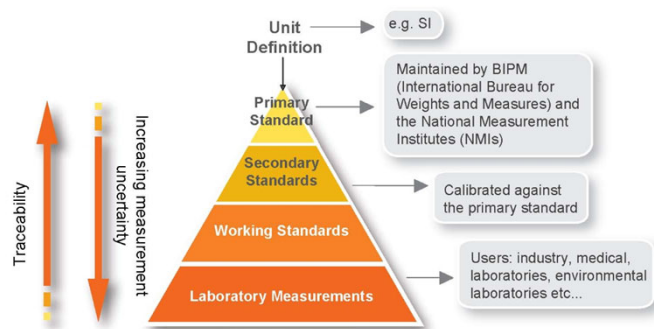 Unit
Definition
e.g. SI
Primary
Standard
Maintained by BIPM
(International Bureau for
Weights and Measures) and
the National Measurement
Institutes (NMIs)
Secondary
Standards
Calibrated against
the primary standard
Working Standards
Laboratory Measurements
Users: industry, medical,
laboratories, environmental
laboratories etc...
Traceability
Increasing measurement
uncertainty